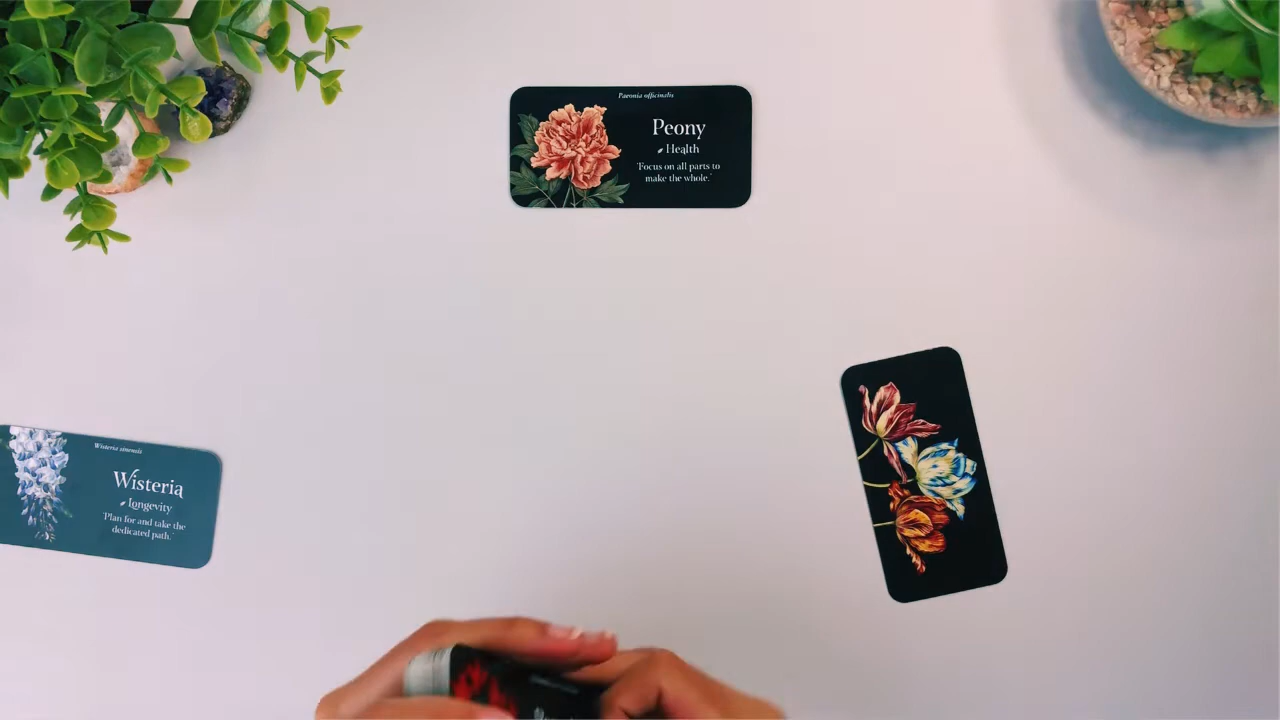 Paeonia officinalis
Peony
Health
'Focus on all parts to
make the whole.'
Wisteria sinensis
Wisteria
Longevity
'Plan for and take the
dedicated path.'